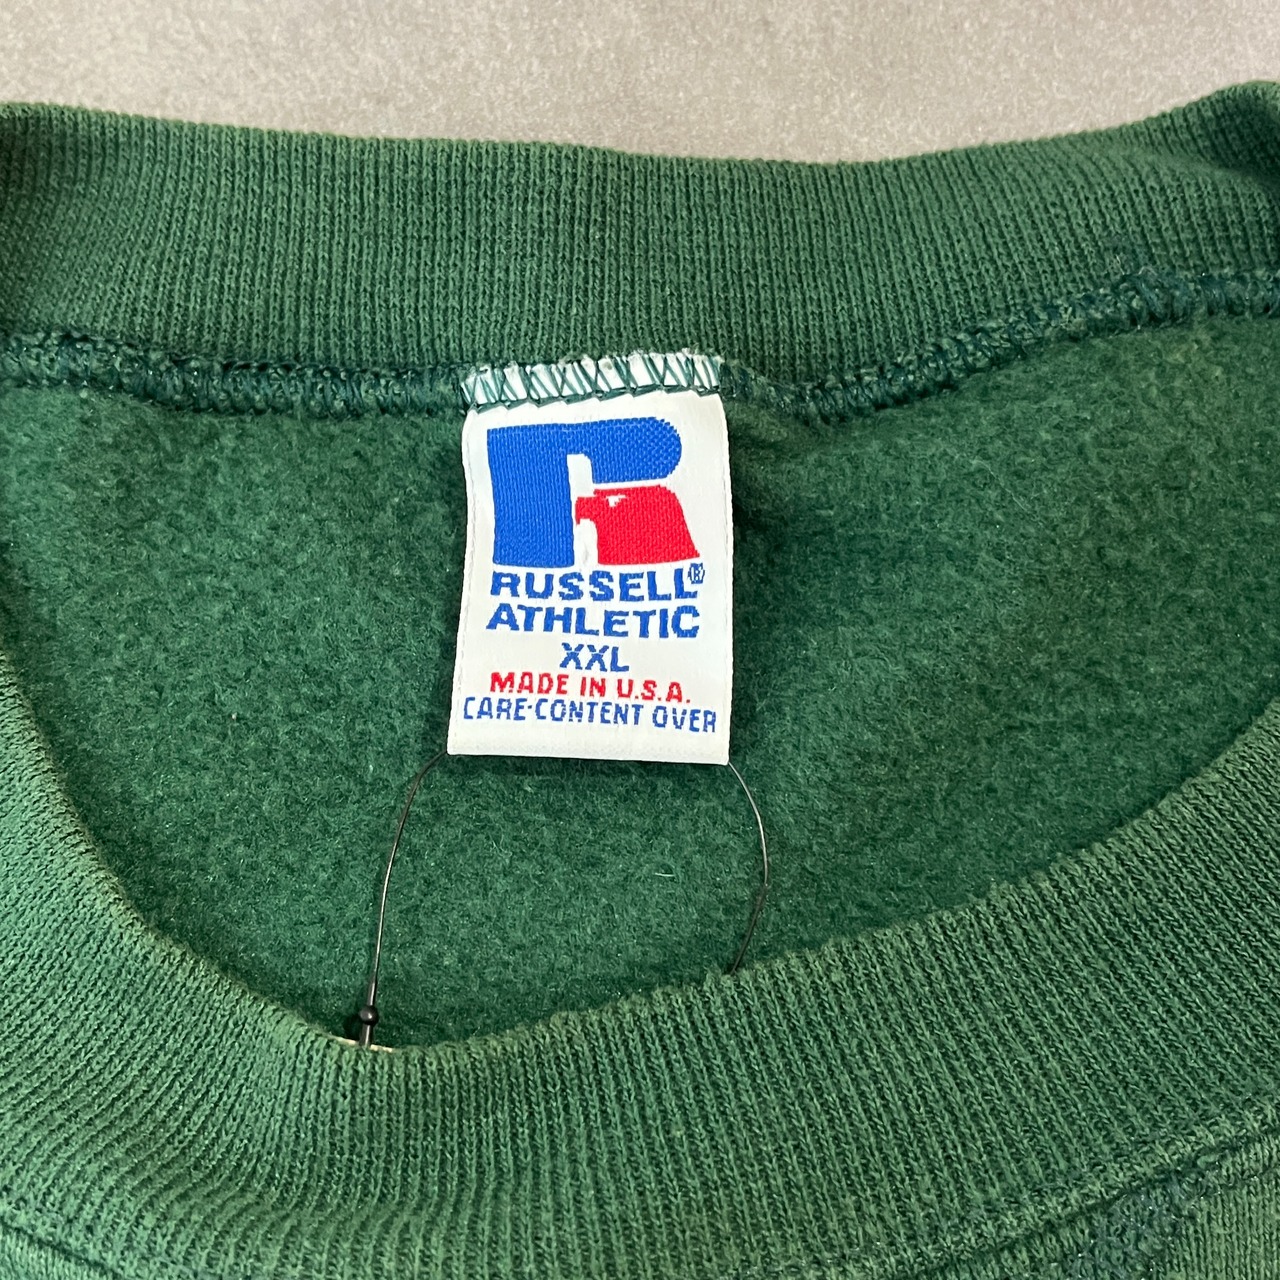 RUSSELL®
ATHLETIC
XXL
MADE IN U.S.A.
CARE-CONTENT OVER